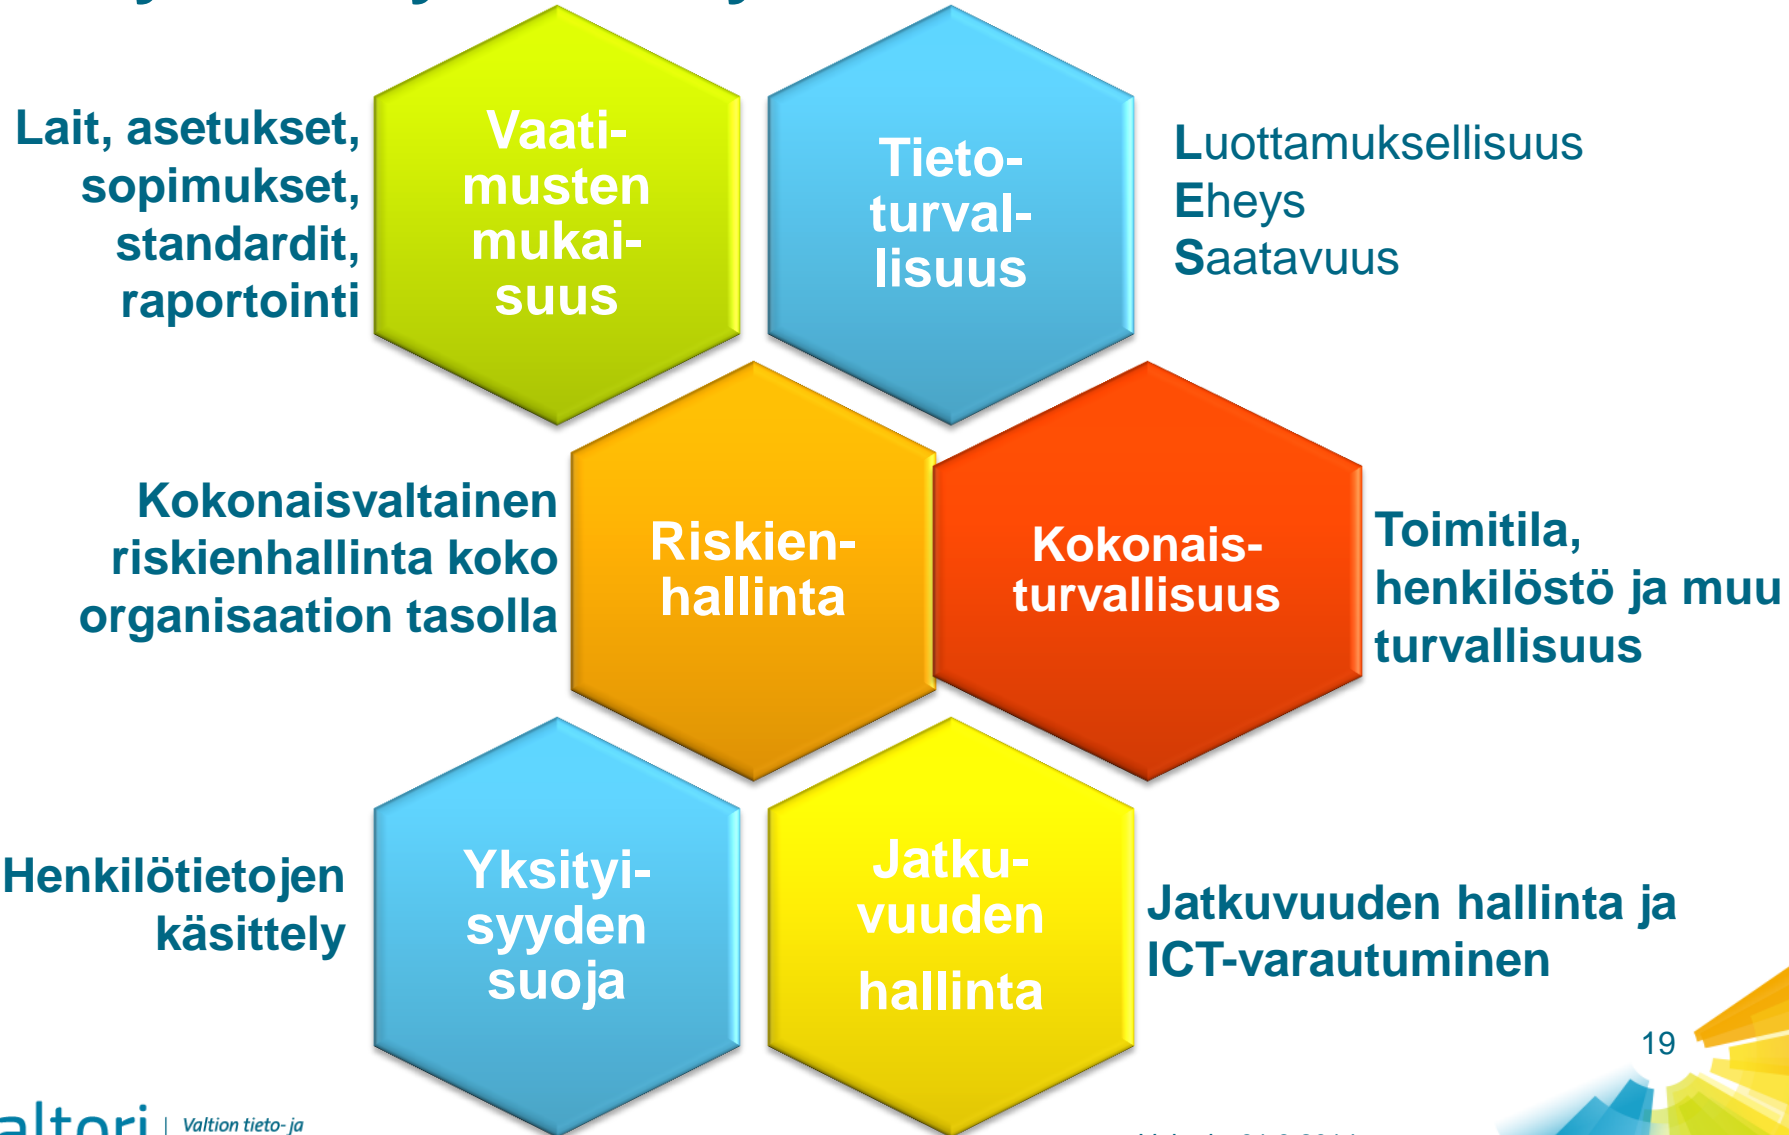 Lait, asetukset,
sopimukset,
standardit,
raportointi
Vaati-
musten
mukai-
suus
Tieto-
turval-
lisuus
Luottamuksellisuus
Eheys
Saatavuus
Kokonaisvaltainen
riskienhallinta koko
organisaation tasolla
Riskien-
hallinta
Kokonais-
turvallisuus
Toimitila,
henkilöstö ja muu
turvallisuus
Henkilötietojen
käsittely
Yksityi-
syyden
suoja
Jatku-
vuuden
hallinta
Jatkuvuuden hallinta ja
ICT-varautuminen
19
altori | Valtion tieto- ja